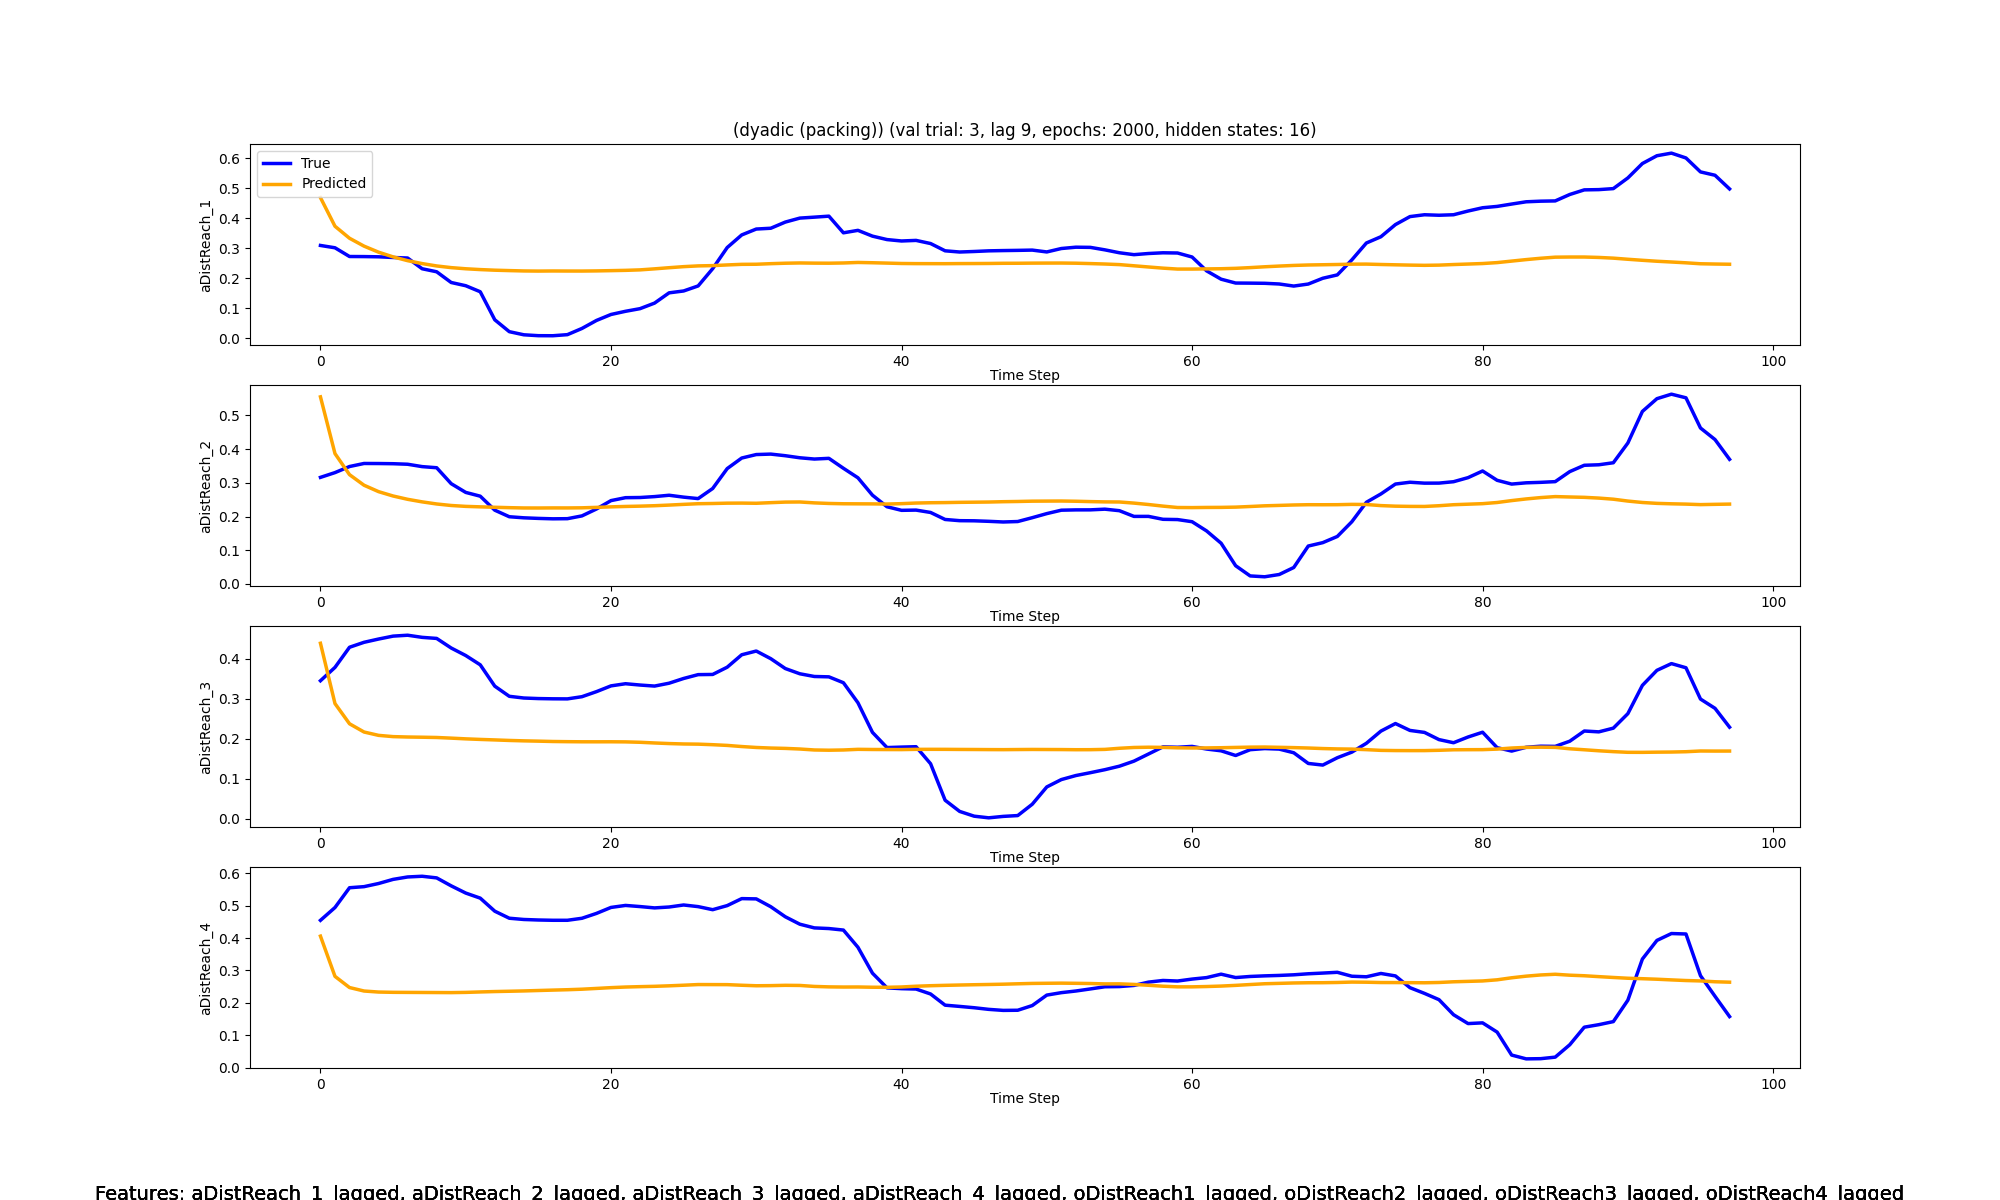 (dyadic (packing)) (val trial: 3, lag 9, epochs: 2000, hidden states: 16)
True
Predicted
aDistReach_1
0.6
0.5
0.4
0.3
0.2
0.1
0.0
0 20 40 60 80 100
Time Step
aDistReach_2
0.5
0.4
0.3
0.2
0.1
0.0
0 20 40 60 80 100
Time Step
aDistReach_3
0.4
0.3
0.2
0.1
0.0
0 20 40 60 80 100
Time Step
aDistReach_4
0.6
0.5
0.4
0.3
0.2
0.1
0.0
0 20 40 60 80 100
Time Step
Features: aDistReach_1_lagged, aDistReach_2_lagged, aDistReach_3_lagged, aDistReach_4_lagged, oDistReach1_lagged, oDistReach2_lagged, oDistReach3_lagged, oDistReach4_lagged